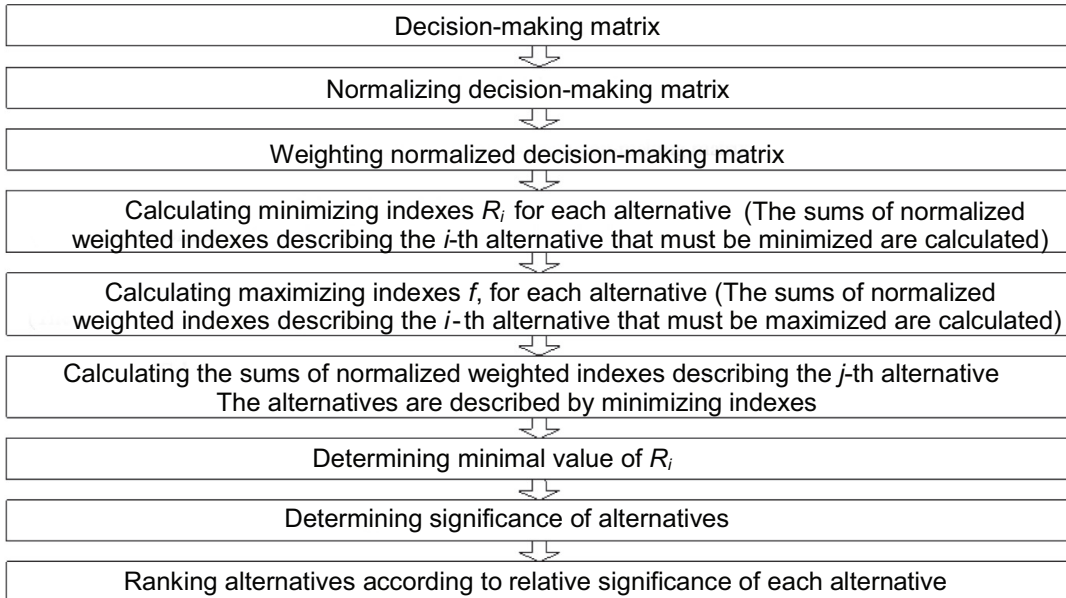 Decision-making matrix
Normalizing decision-making matrix
Weighting normalized decision-making matrix
Calculating minimizing indexes Ri for each alternative (The sums of normalized
weighted indexes describing the i-th alternative that must be minimized are calculated)
Calculating maximizing indexes f, for each alternative (The sums of normalized
weighted indexes describing the i-th alternative that must be maximized are calculated)
Calculating the sums of normalized weighted indexes describing the j-th alternative
The alternatives are described by minimizing indexes
Determining minimal value of Ri
Determining significance of alternatives
Ranking alternatives according to relative significance of each alternative